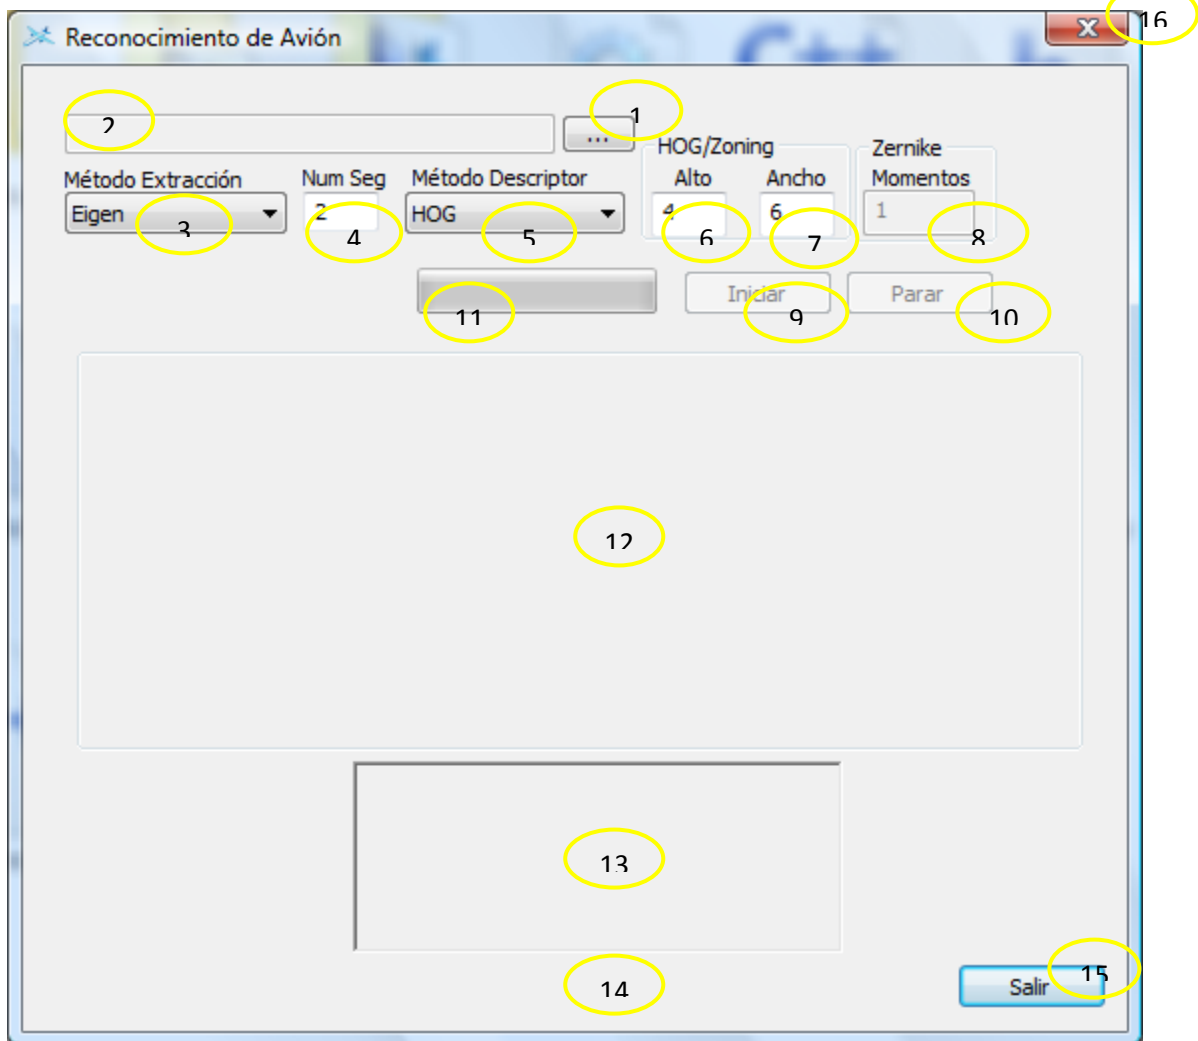 16
Reconocimiento de Avión
2
1
...
HOG/Zoning
Zernike
Método Extracción
Num Seg
Método Descriptor
Alto
Ancho
Momentos
Eigen
2
HOG
4
6
1
3
4
5
6
7
8
Iniciar
Parar
11
9
10
12
13
14
Salir
15